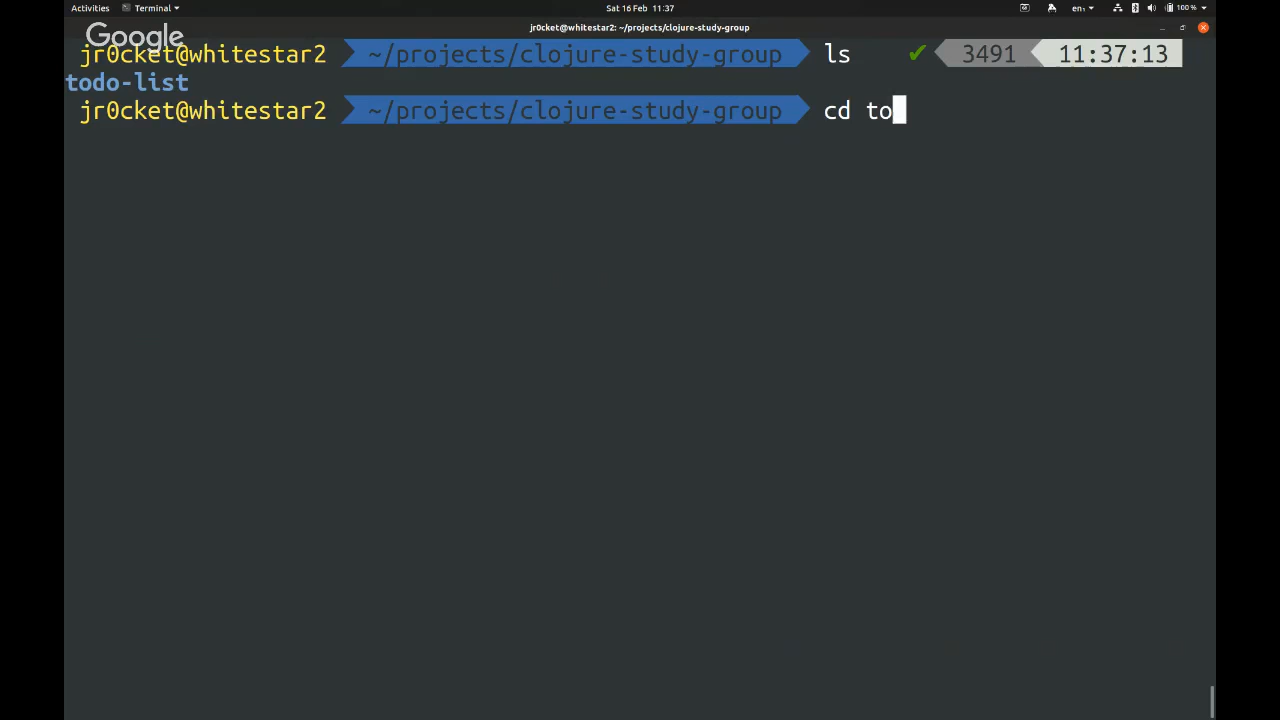 Activities Terminal Sat 16 Feb 11:37 en₁ 100 %
jr0cket@whitestar2: ~/projects/clojure-study-group
Google
jr0cket@whitestar2 ~/projects/clojure-study-group ls ✔ 3491 11:37:13
todo-list
jr0cket@whitestar2 ~/projects/clojure-study-group cd to